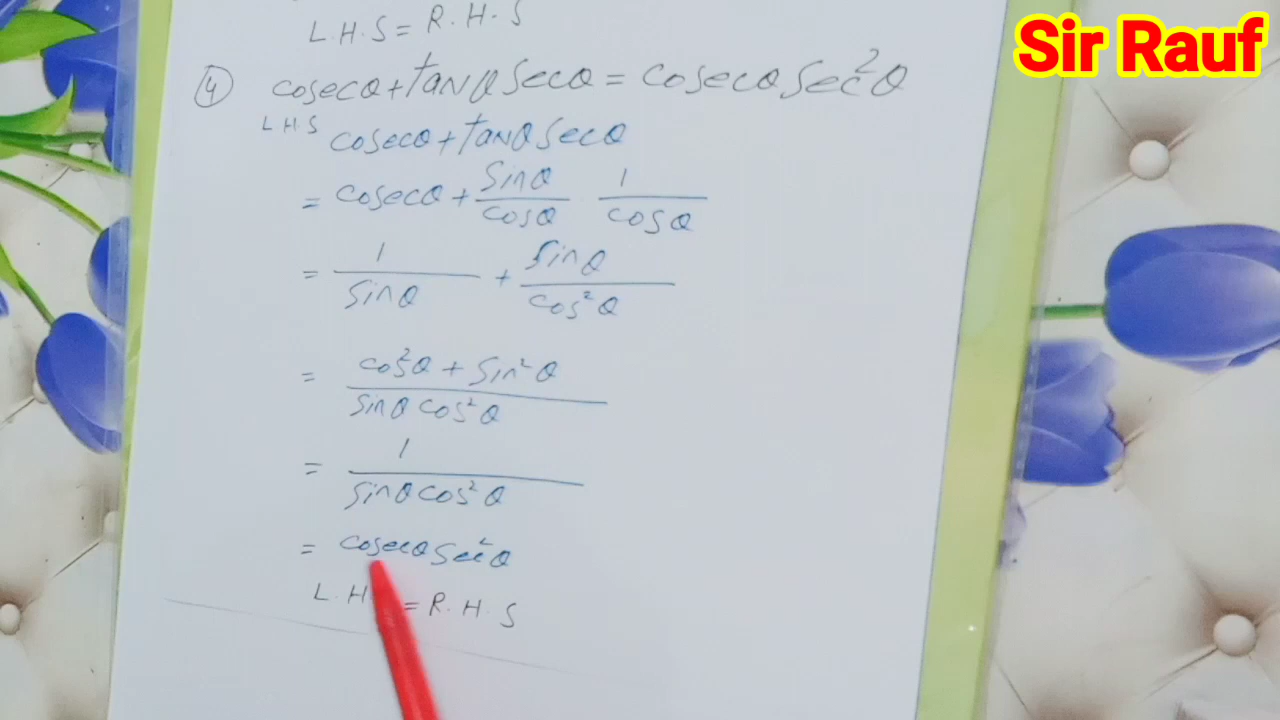 L.H.S = R.H.S
Sir Rauf
④ cosecθ + tanθ secθ = cosecθ sec²θ
L.H.S cosecθ + tanθ secθ
= cosecθ + sinθ/cosθ · 1/cosθ
= 1/sinθ + sinθ/cos²θ
= cos²θ + sin²θ / sinθ cos²θ
= 1 / sinθ cos²θ
= cosecθ sec²θ
L.H = R.H.S